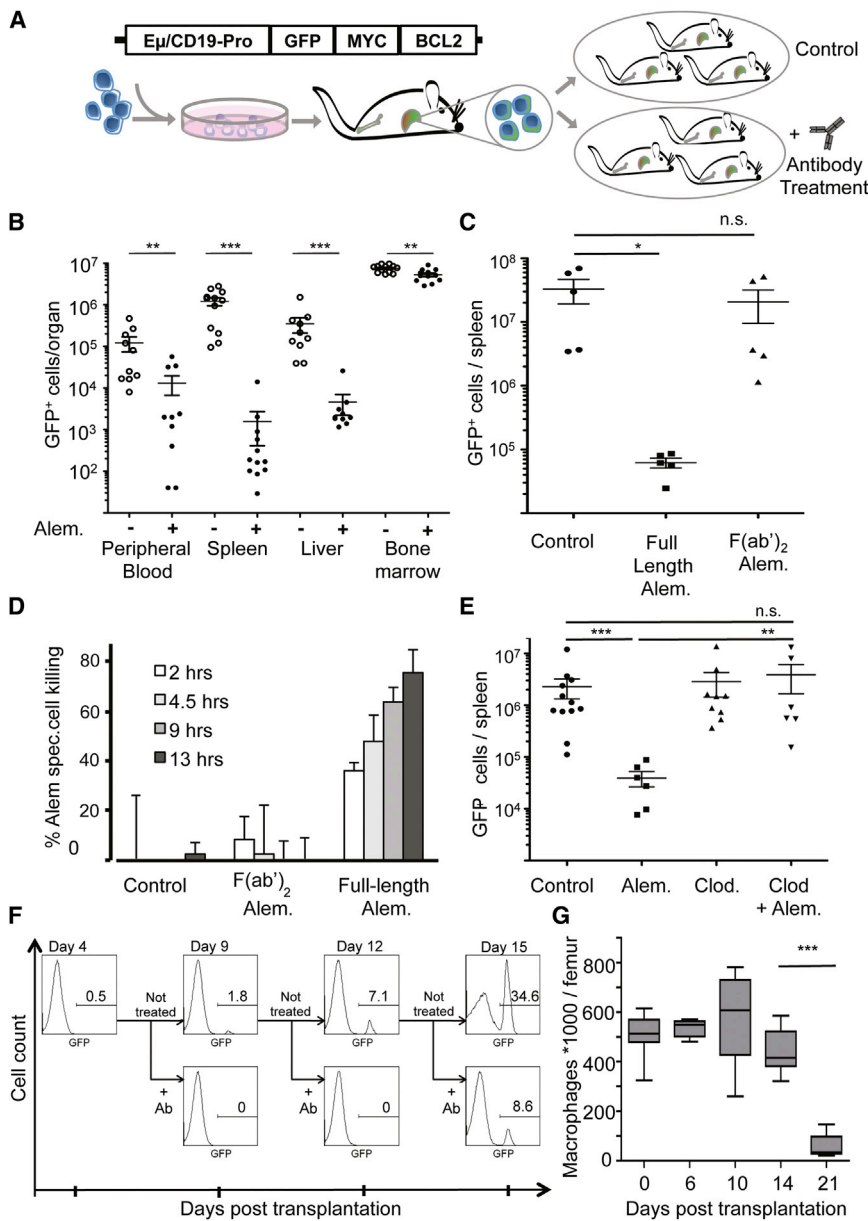 A
Eμ/CD19-Pro GFP MYC BCL2
Control
+
Antibody
Treatment
B
** *** *** **
10⁷
10⁶
10⁵
10⁴
10³
10²
GFP⁺ cells/organ
Alem. - + - + - + - +
Peripheral Blood Spleen Liver Bone marrow
C
n.s.
*
10⁸
10⁷
10⁶
10⁵
GFP⁺ cells / spleen
Control Full Length Alem. F(ab')₂ Alem.
D
80
60
40
20
0
% Alem spec.cell killing
2 hrs
4.5 hrs
9 hrs
13 hrs
Control F(ab')₂ Alem. Full-length Alem.
E
n.s.
*** **
10⁷
10⁶
10⁵
10⁴
GFP cells / spleen
Control Alem. Clod. Clod + Alem.
F
Cell count
Day 4 Day 9 Day 12 Day 15
0.5 1.8 7.1 34.6
Not treated Not treated Not treated
GFP GFP GFP GFP
+ Ab + Ab + Ab
0 0 8.6
GFP GFP GFP
Days post transplantation
G
***
800
600
400
200
0
Macrophages *1000 / femur
0 6 10 14 21
Days post transplantation